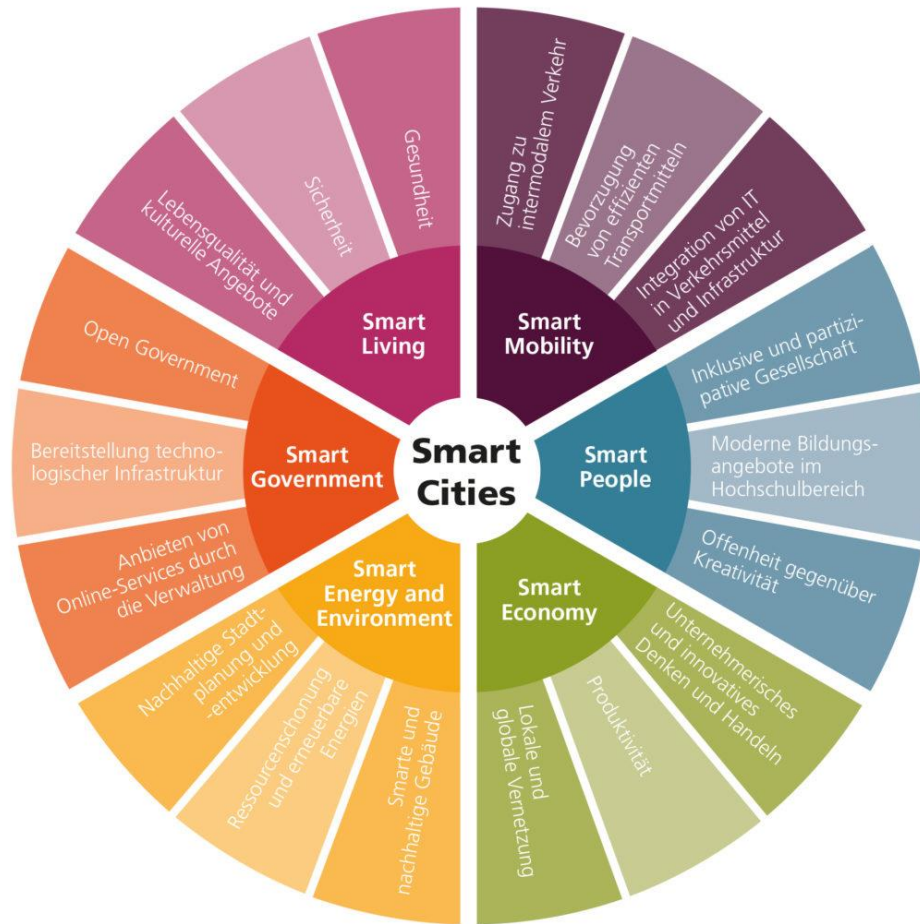 Smart
Cities
Smart
Mobility
Zugang zu
intermodalem Verkehr
Bevorzugung
von effizienten
Transportmitteln
Integration von IT
in Verkehrsmittel
und Infrastruktur
Smart
People
Inklusive und partizi-
pative Gesellschaft
Moderne Bildungs-
angebote im
Hochschulbereich
Offenheit gegenüber
Kreativität
Smart
Economy
Unternehmerisches
und innovatives
Denken und Handeln
Produktivität
Lokale und
globale Vernetzung
Smart
Energy and
Environment
Smarte und
nachhaltige Gebäude
Ressourcenschonung
und erneuerbare
Energien
Nachhaltige Stadt-
planung und
-entwicklung
Smart
Government
Anbieten von
Online-Services durch
die Verwaltung
Bereitstellung techno-
logischer Infrastruktur
Open Government
Smart
Living
Lebensqualität und
kulturelle Angebote
Sicherheit
Gesundheit